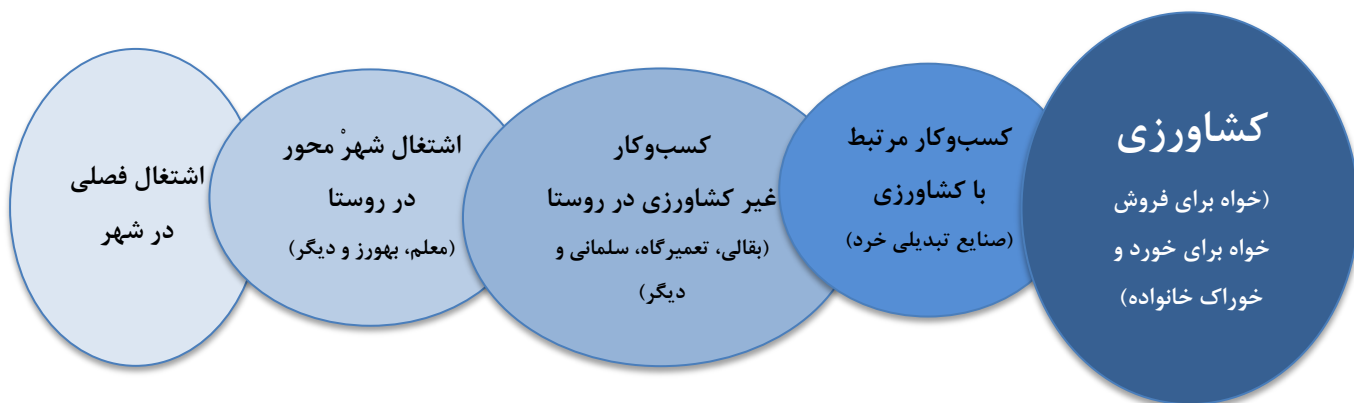 کشاورزی
(خواه برای فروش
خواه برای خورد و
خوراک خانواده)
کسب‌وکار مرتبط
با کشاورزی
(صنایع تبدیلی خرد)
کسب‌وکار
غیر کشاورزی در روستا
(بقالی، تعمیرگاه، سلمانی و
دیگر)
اشتغال شهرْمحور
در روستا
(معلم، بهورز و دیگر)
اشتغال فصلی
در شهر